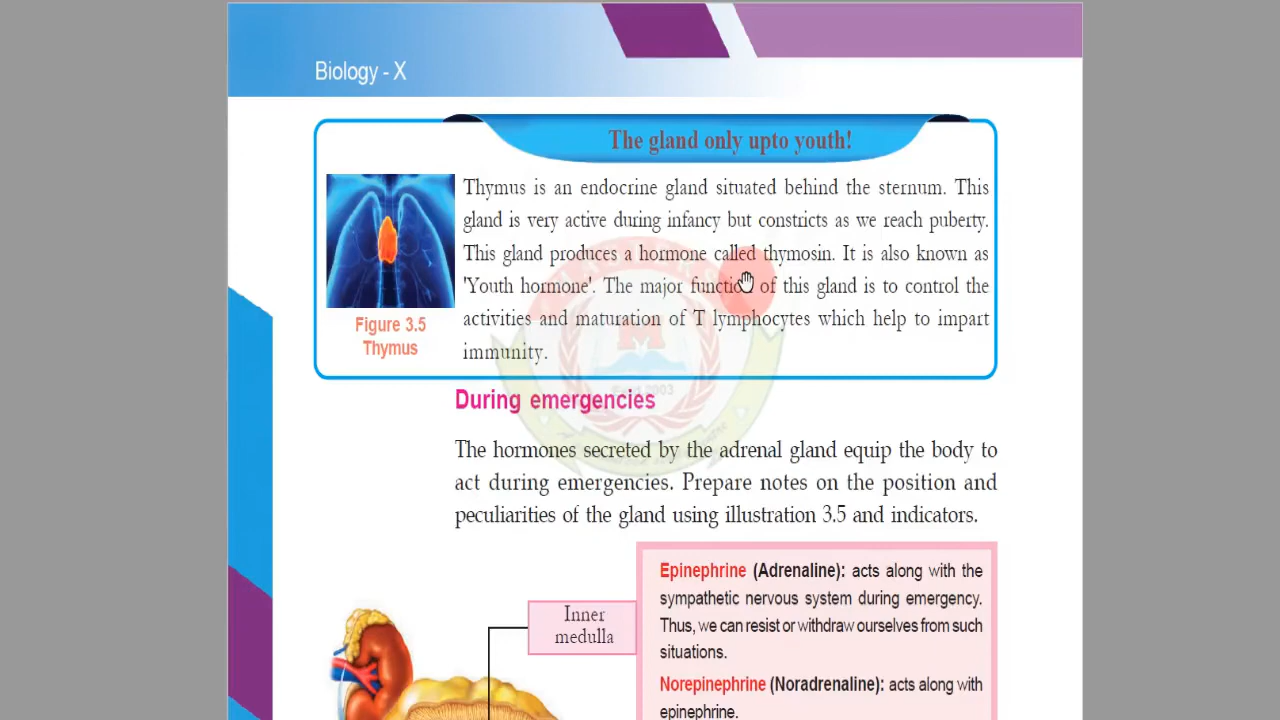 Biology - X
The gland only upto youth!
Thymus is an endocrine gland situated behind the sternum. This
gland is very active during infancy but constricts as we reach puberty.
This gland produces a hormone called thymosin. It is also known as
'Youth hormone'. The major function of this gland is to control the
activities and maturation of T lymphocytes which help to impart
immunity.
Figure 3.5
Thymus
During emergencies
The hormones secreted by the adrenal gland equip the body to
act during emergencies. Prepare notes on the position and
peculiarities of the gland using illustration 3.5 and indicators.
Inner
medulla
Epinephrine (Adrenaline): acts along with the
sympathetic nervous system during emergency.
Thus, we can resist or withdraw ourselves from such
situations.
Norepinephrine (Noradrenaline): acts along with
epinephrine.